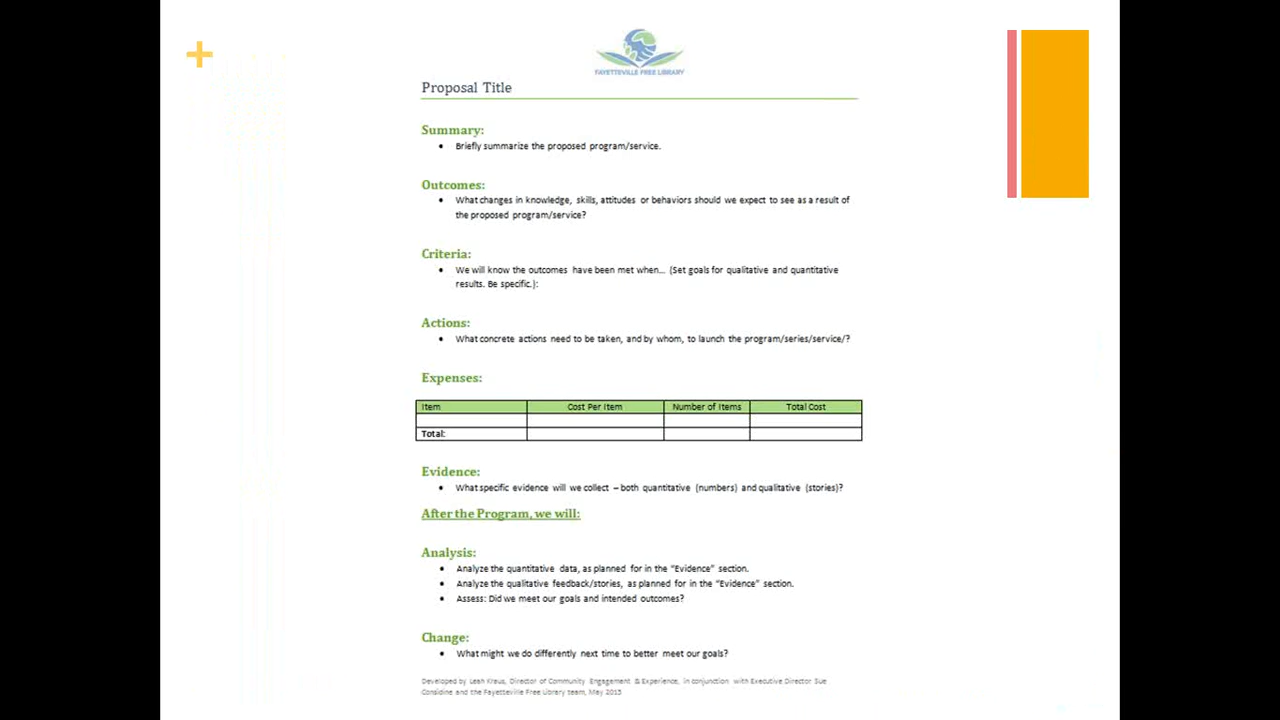 FAYETTEVILLE FREE LIBRARY
Proposal Title
Summary:
• Briefly summarize the proposed program/service.
Outcomes:
• What changes in knowledge, skills, attitudes or behaviors should we expect to see as a result of
the proposed program/service?
Criteria:
• We will know the outcomes have been met when... (Set goals for qualitative and quantitative
results. Be specific.):
Actions:
• What concrete actions need to be taken, and by whom, to launch the program/series/service/?
Expenses:
Item Cost Per Item Number of Items Total Cost
Total:
Evidence:
• What specific evidence will we collect – both quantitative (numbers) and qualitative (stories)?
After the Program, we will:
Analysis:
• Analyze the quantitative data, as planned for in the “Evidence” section.
• Analyze the qualitative feedback/stories, as planned for in the “Evidence” section.
• Assess: Did we meet our goals and intended outcomes?
Change:
• What might we do differently next time to better meet our goals?
Developed by Leah Kraus, Director of Community Engagement & Experience, in conjunction with Executive Director Sue
Considine and the Fayetteville Free Library team, May 2013